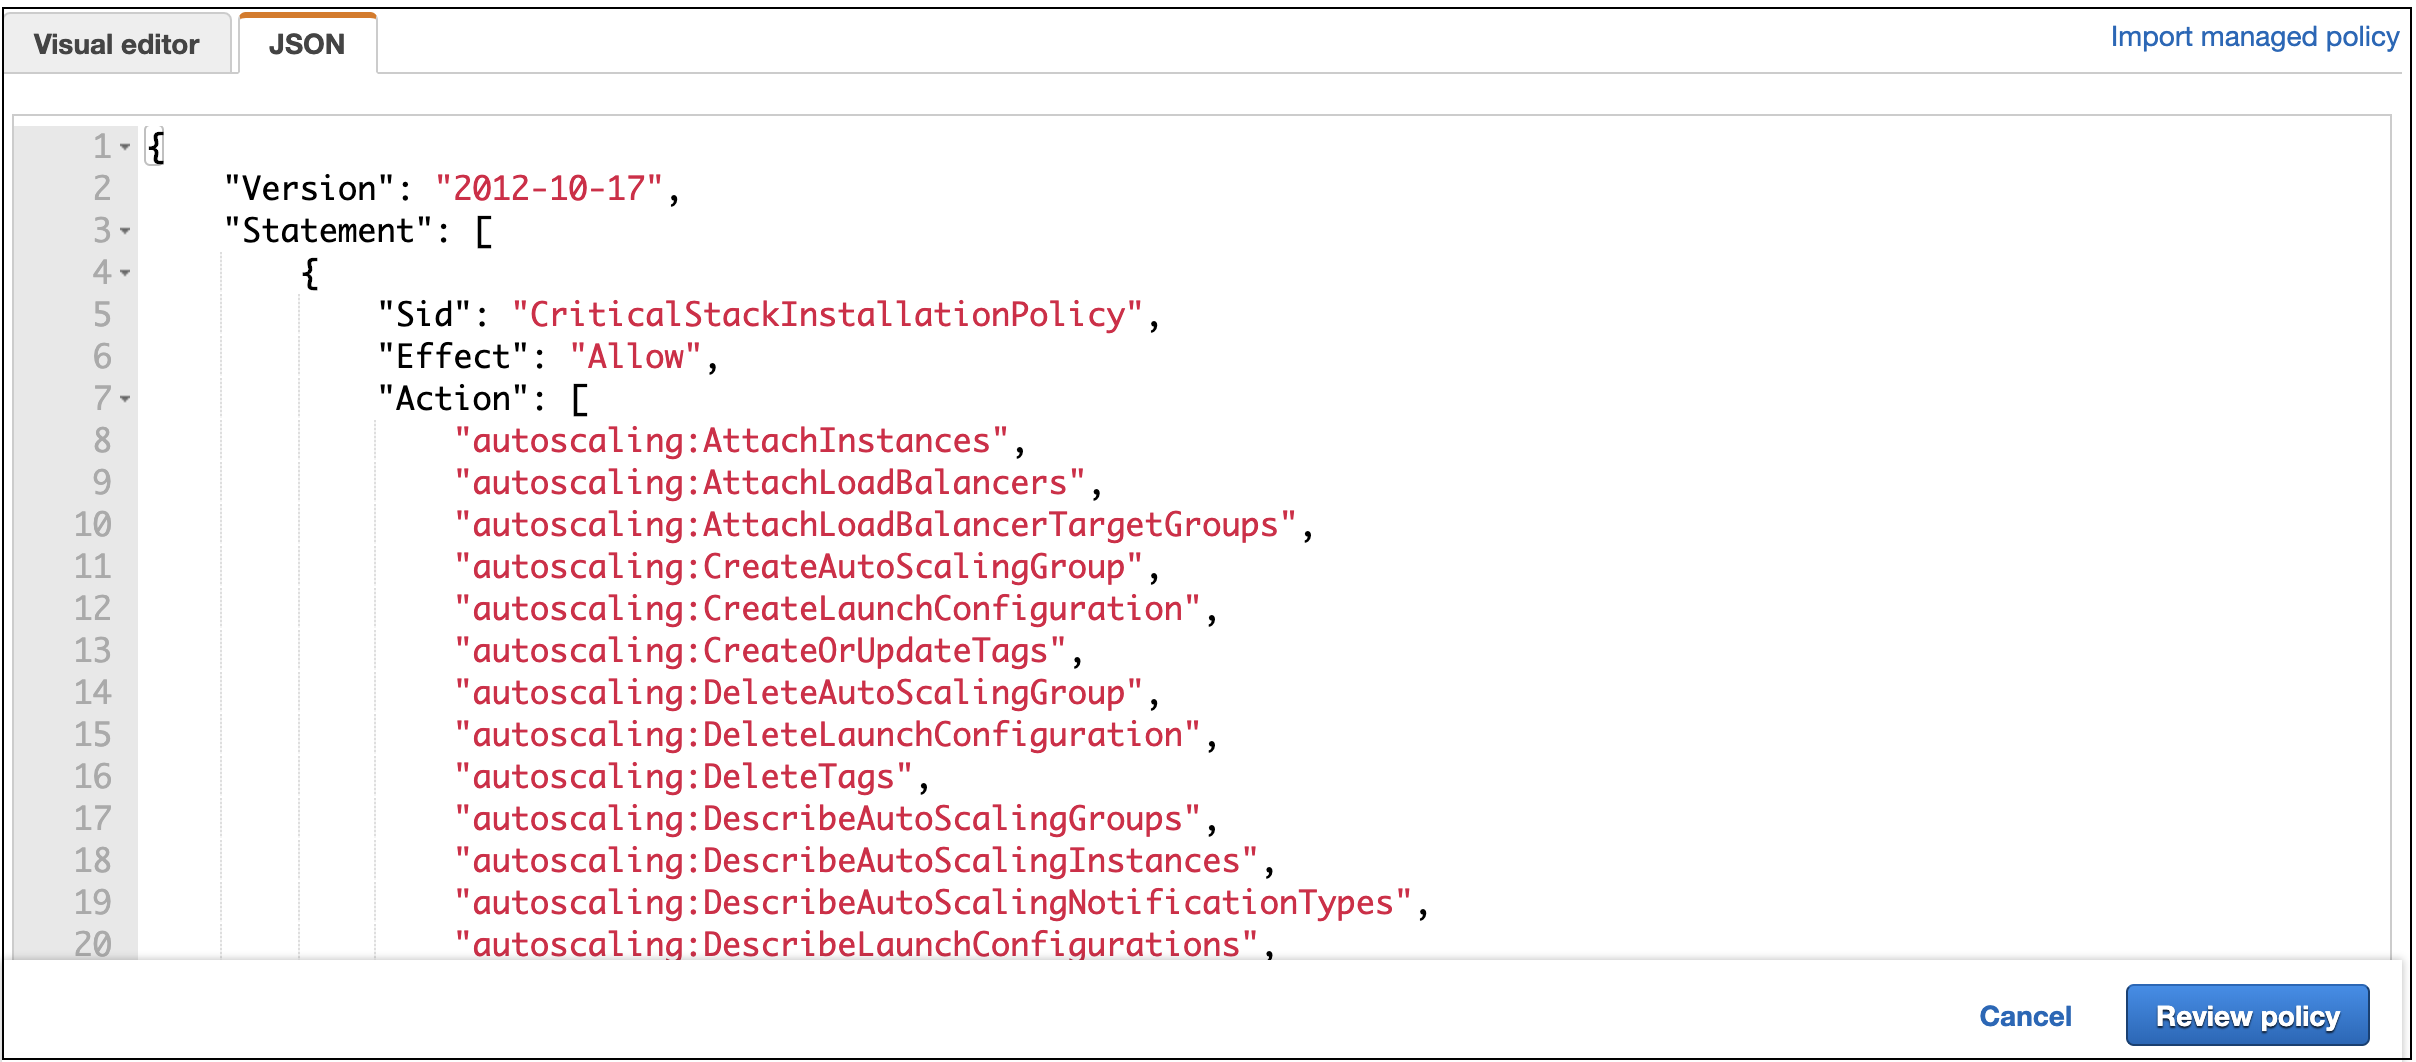 Visual editor JSON Import managed policy
1 {
2 "Version": "2012-10-17",
3 "Statement": [
4 {
5 "Sid": "CriticalStackInstallationPolicy",
6 "Effect": "Allow",
7 "Action": [
8 "autoscaling:AttachInstances",
9 "autoscaling:AttachLoadBalancers",
10 "autoscaling:AttachLoadBalancerTargetGroups",
11 "autoscaling:CreateAutoScalingGroup",
12 "autoscaling:CreateLaunchConfiguration",
13 "autoscaling:CreateOrUpdateTags",
14 "autoscaling:DeleteAutoScalingGroup",
15 "autoscaling:DeleteLaunchConfiguration",
16 "autoscaling:DeleteTags",
17 "autoscaling:DescribeAutoScalingGroups",
18 "autoscaling:DescribeAutoScalingInstances",
19 "autoscaling:DescribeAutoScalingNotificationTypes",
20 "autoscaling:DescribeLaunchConfigurations",
Cancel Review policy